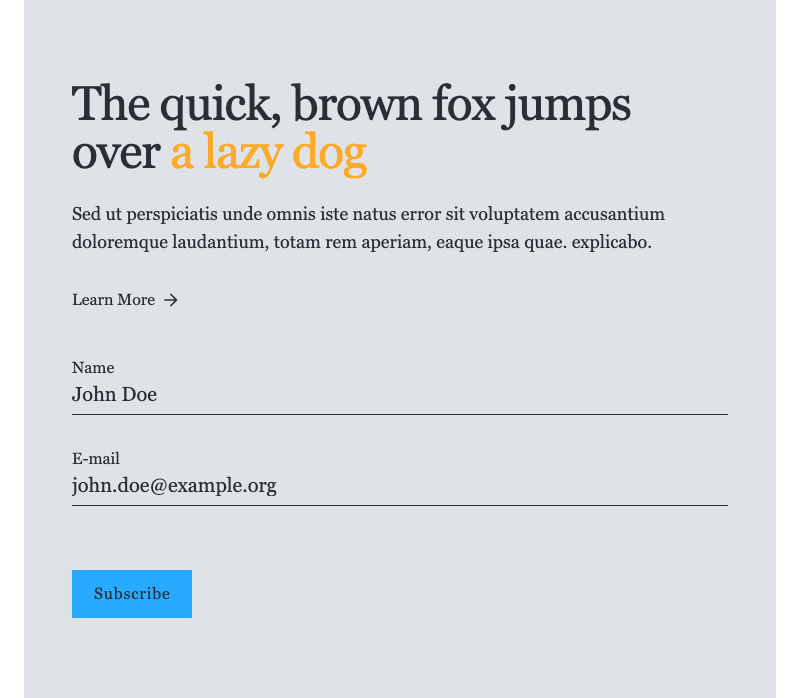 The quick, brown fox jumps
over a lazy dog
Sed ut perspiciatis unde omnis iste natus error sit voluptatem accusantium
doloremque laudantium, totam rem aperiam, eaque ipsa quae. explicabo.
Learn More →
Name
John Doe
E-mail
john.doe@example.org
Subscribe